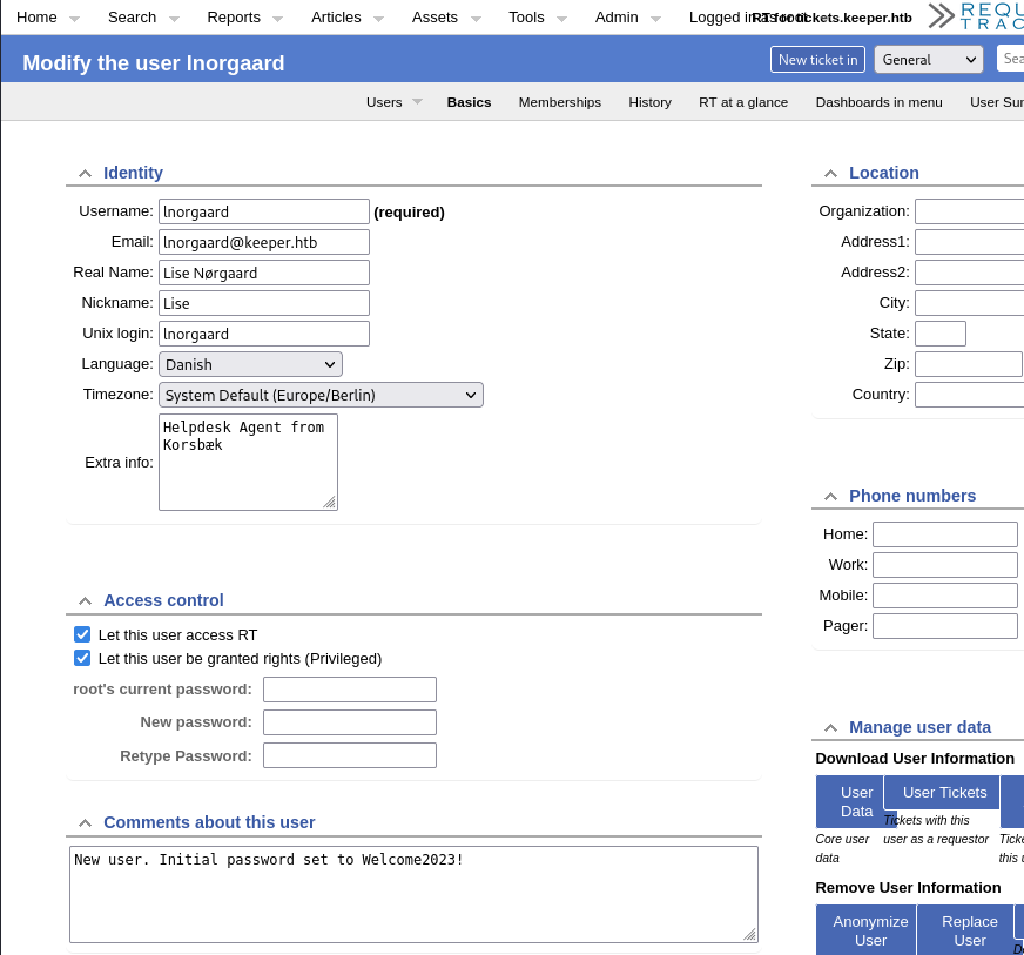 Home Search Reports Articles Assets Tools Admin Logged in as root RT for tickets.keeper.htb
REQU
TRAC
Modify the user lnorgaard New ticket in General Sea
Users Basics Memberships History RT at a glance Dashboards in menu User Sum
Identity
Username: lnorgaard (required)
Email: lnorgaard@keeper.htb
Real Name: Lise Nørgaard
Nickname: Lise
Unix login: lnorgaard
Language: Danish
Timezone: System Default (Europe/Berlin)
Extra info: Helpdesk Agent from
Korsbæk
Access control
Let this user access RT
Let this user be granted rights (Privileged)
root's current password:
New password:
Retype Password:
Comments about this user
New user. Initial password set to Welcome2023!
Location
Organization:
Address1:
Address2:
City:
State:
Zip:
Country:
Phone numbers
Home:
Work:
Mobile:
Pager:
Manage user data
Download User Information
User
Data
Core user
data
User Tickets
Tickets with this
user as a requestor
Ticke
this u
Remove User Information
Anonymize
User
Replace
User